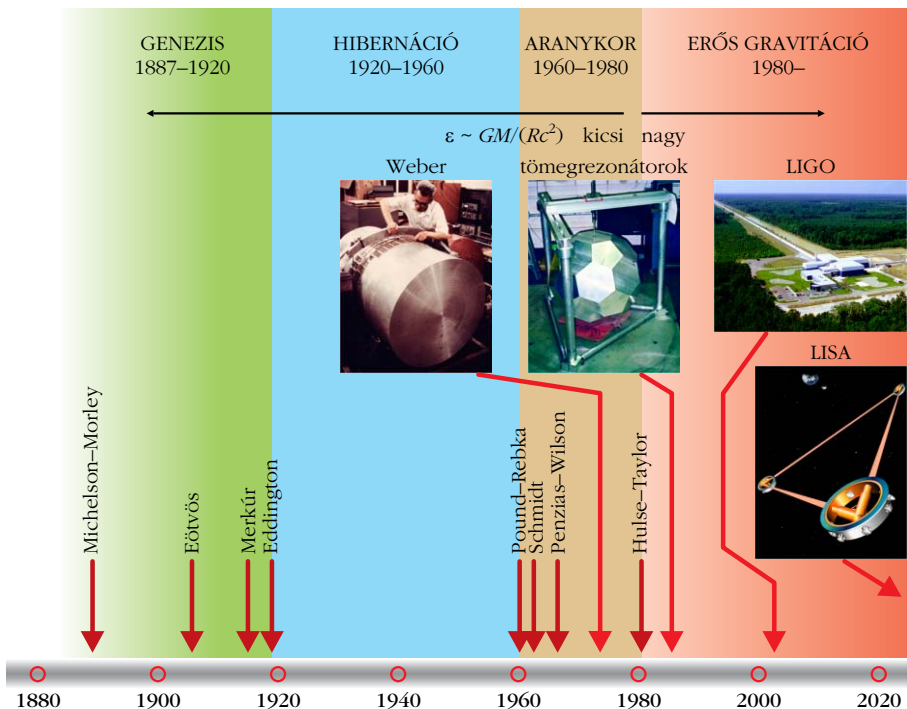 GENEZIS
1887–1920
HIBERNÁCIÓ
1920–1960
ARANYKOR
1960–1980
ERŐS GRAVITÁCIÓ
1980–
ε ~ GM/(Rc²) kicsi nagy
Weber
tömegrezonátorok
LIGO
LISA
Michelson–Morley
Eötvös
Merkúr
Eddington
Pound–Rebka
Schmidt
Penzias–Wilson
Hulse–Taylor
1880 1900 1920 1940 1960 1980 2000 2020